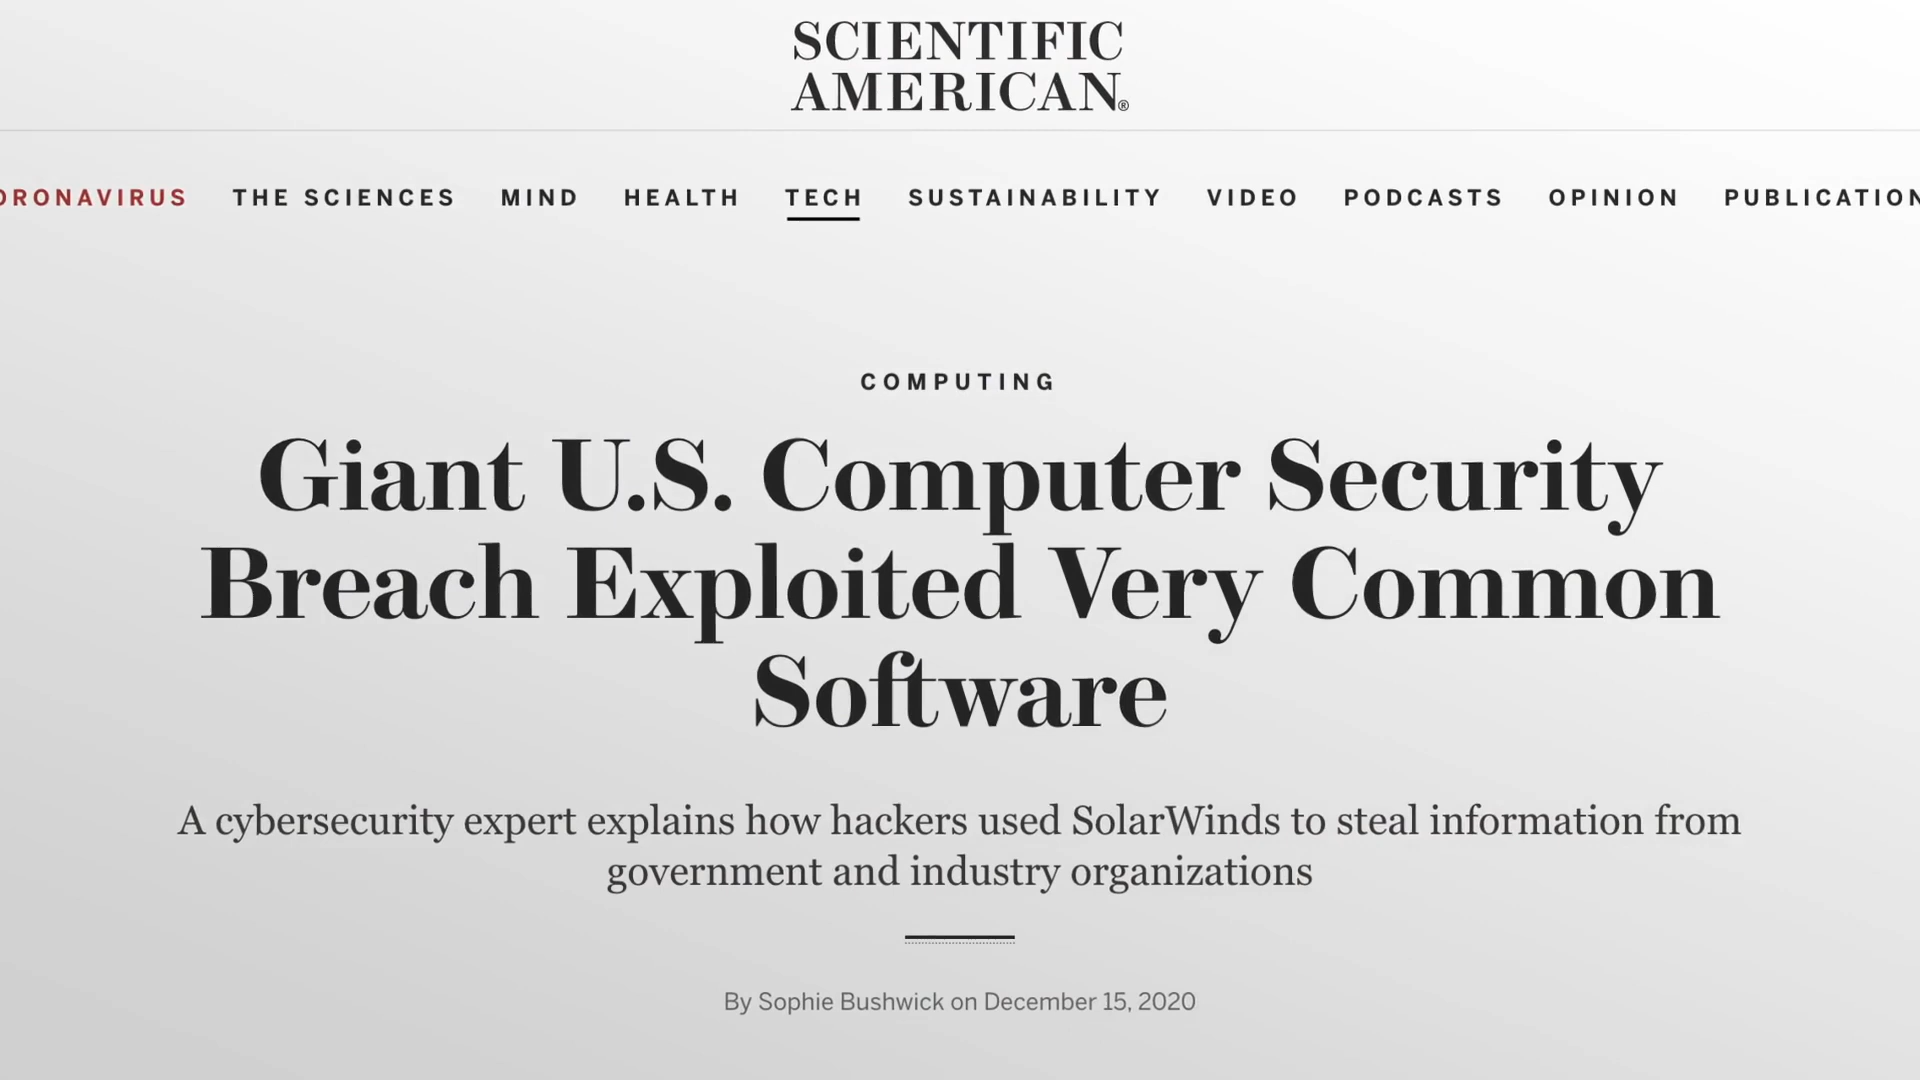 SCIENTIFIC
AMERICAN®
ORONAVIRUS THE SCIENCES MIND HEALTH TECH SUSTAINABILITY VIDEO PODCASTS OPINION PUBLICATION
COMPUTING
Giant U.S. Computer Security
Breach Exploited Very Common
Software
A cybersecurity expert explains how hackers used SolarWinds to steal information from
government and industry organizations
By Sophie Bushwick on December 15, 2020